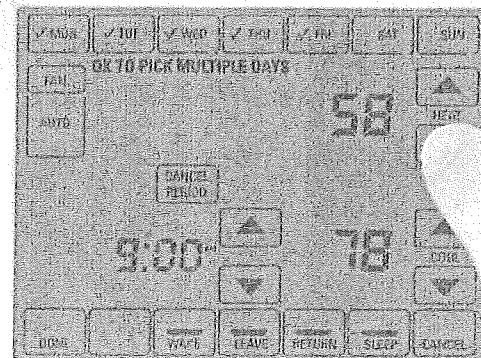 ✓ MON ✓ TUE ✓ WED ✓ THU ✓ FRI SAT SUN
OK TO PICK MULTIPLE DAYS
FAN
AUTO
58
HEAT
CANCEL
PERIOD
9:00
78
COOL
DONE WAKE LEAVE RETURN SLEEP CANCEL